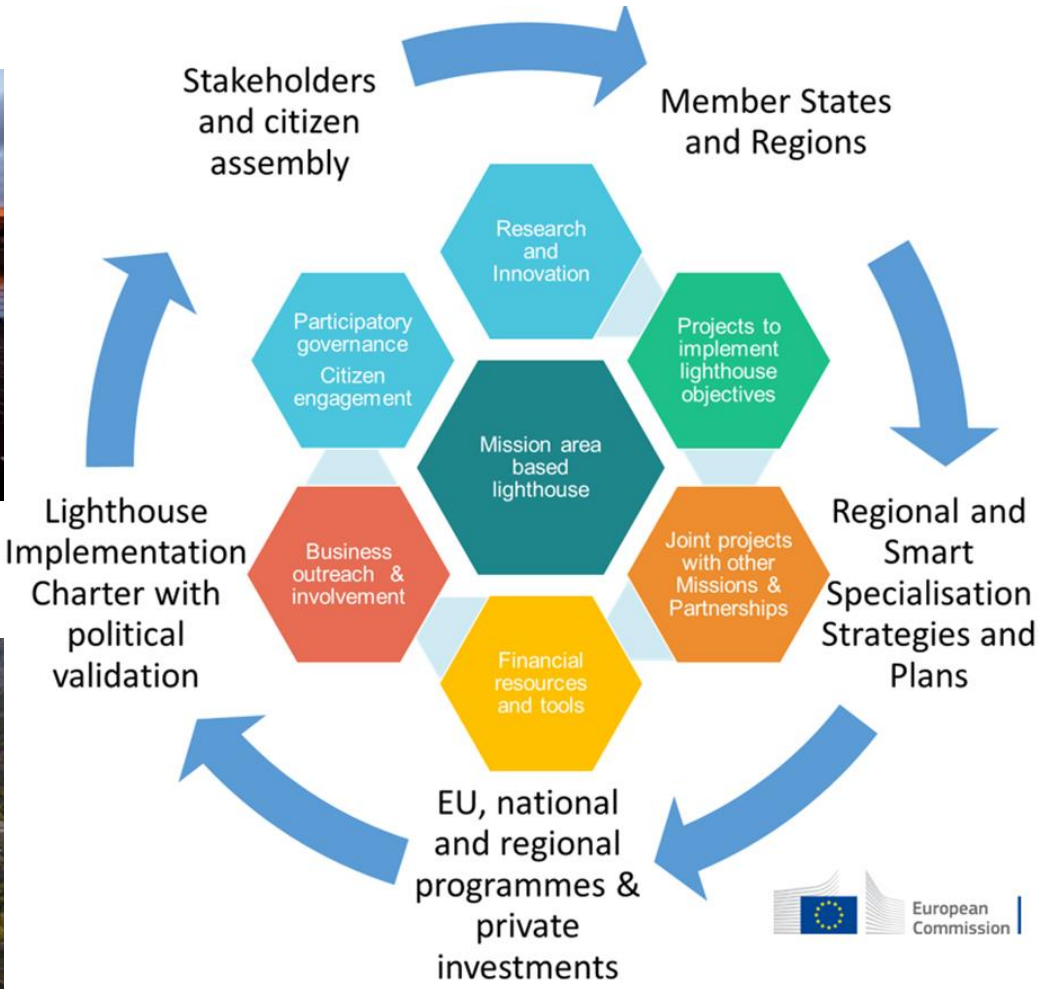 Stakeholders
and citizen
assembly
Member States
and Regions
Research
and
Innovation
Participatory
governance
Citizen
engagement
Projects to
implement
lighthouse
objectives
Mission area
based
lighthouse
Lighthouse
Implementation
Charter with
political
validation
Business
outreach &
involvement
Joint projects
with other
Missions &
Partnerships
Regional and
Smart
Specialisation
Strategies and
Plans
Financial
resources
and tools
EU, national
and regional
programmes &
private
investments
European
Commission